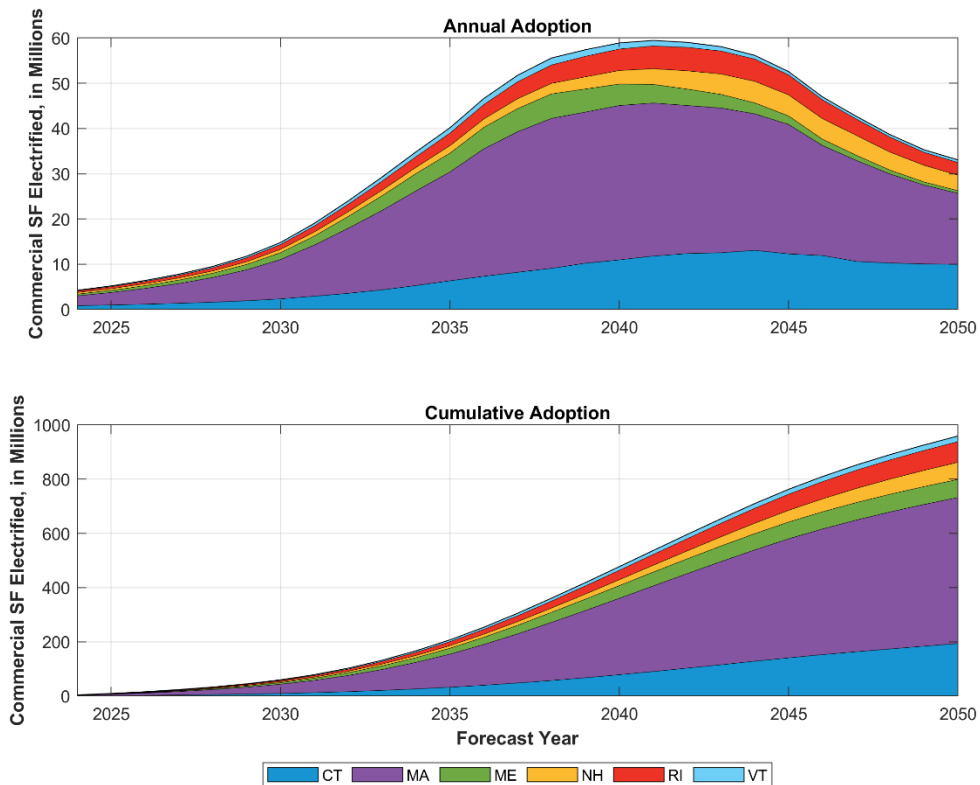 Annual Adoption
Commercial SF Electrified, in Millions
60
50
40
30
20
10
0
2025 2030 2035 2040 2045 2050
Cumulative Adoption
Commercial SF Electrified, in Millions
1000
800
600
400
200
0
2025 2030 2035 2040 2045 2050
Forecast Year
CT MA ME NH RI VT